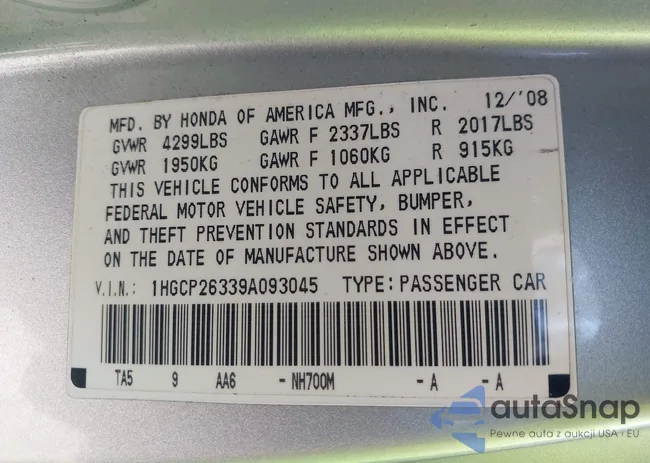 MFD. BY HONDA OF AMERICA MFG., INC. 12/'08
GVWR 4299LBS GAWR F 2337LBS R 2017LBS
GVWR 1950KG GAWR F 1060KG R 915KG
THIS VEHICLE CONFORMS TO ALL APPLICABLE
FEDERAL MOTOR VEHICLE SAFETY, BUMPER,
AND THEFT PREVENTION STANDARDS IN EFFECT
ON THE DATE OF MANUFACTURE SHOWN ABOVE.
V.I.N.: 1HGCP26339A093045 TYPE: PASSENGER CAR
TA5 9 AA6 - NH700M - A - A
autaSnap
Pewne auta z aukcji USA i EU